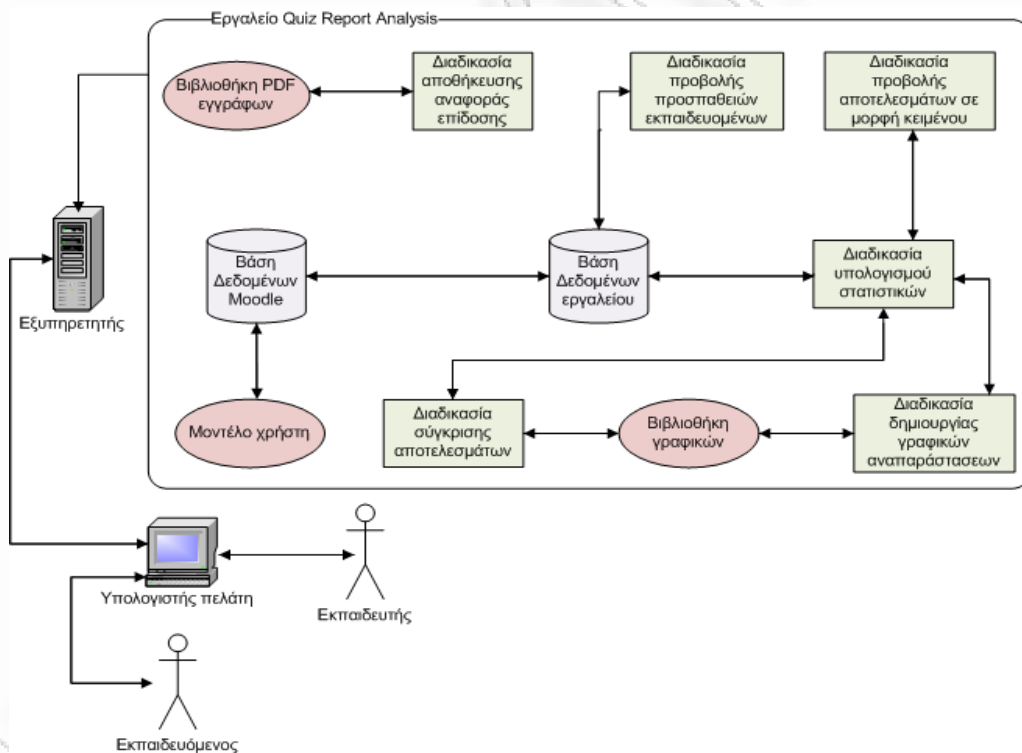 Εργαλείο Quiz Report Analysis
Βιβλιοθήκη PDF
εγγράφων
Διαδικασία
αποθήκευσης
αναφοράς
επίδοσης
Διαδικασία
προβολής
προσπαθειών
εκπαιδευομένων
Διαδικασία
προβολής
αποτελεσμάτων σε
μορφή κειμένου
Εξυπηρετητής
Βάση
Δεδομένων
Moodle
Βάση
Δεδομένων
εργαλείου
Διαδικασία
υπολογισμού
στατιστικών
Μοντέλο χρήστη
Διαδικασία
σύγκρισης
αποτελεσμάτων
Βιβλιοθήκη
γραφικών
Διαδικασία
δημιουργίας
γραφικών
αναπαράστασεων
Υπολογιστής πελάτη
Εκπαιδευτής
Εκπαιδευόμενος